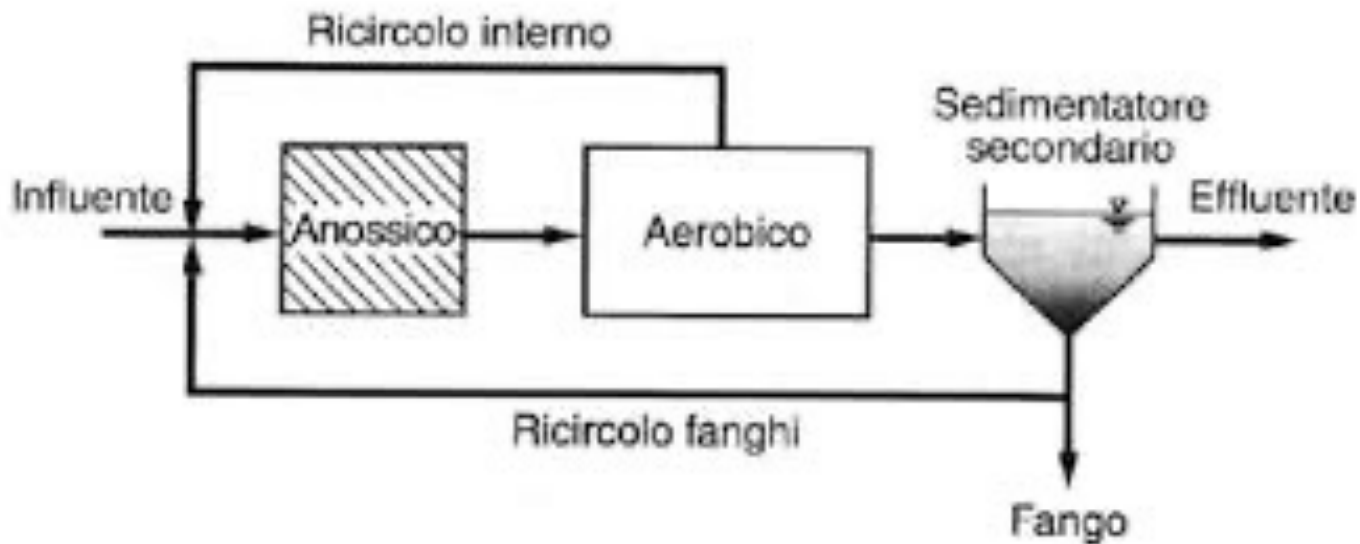 Ricircolo interno
Sedimentatore
secondario
Influente
Anossico
Aerobico
Effluente
Ricircolo fanghi
Fango